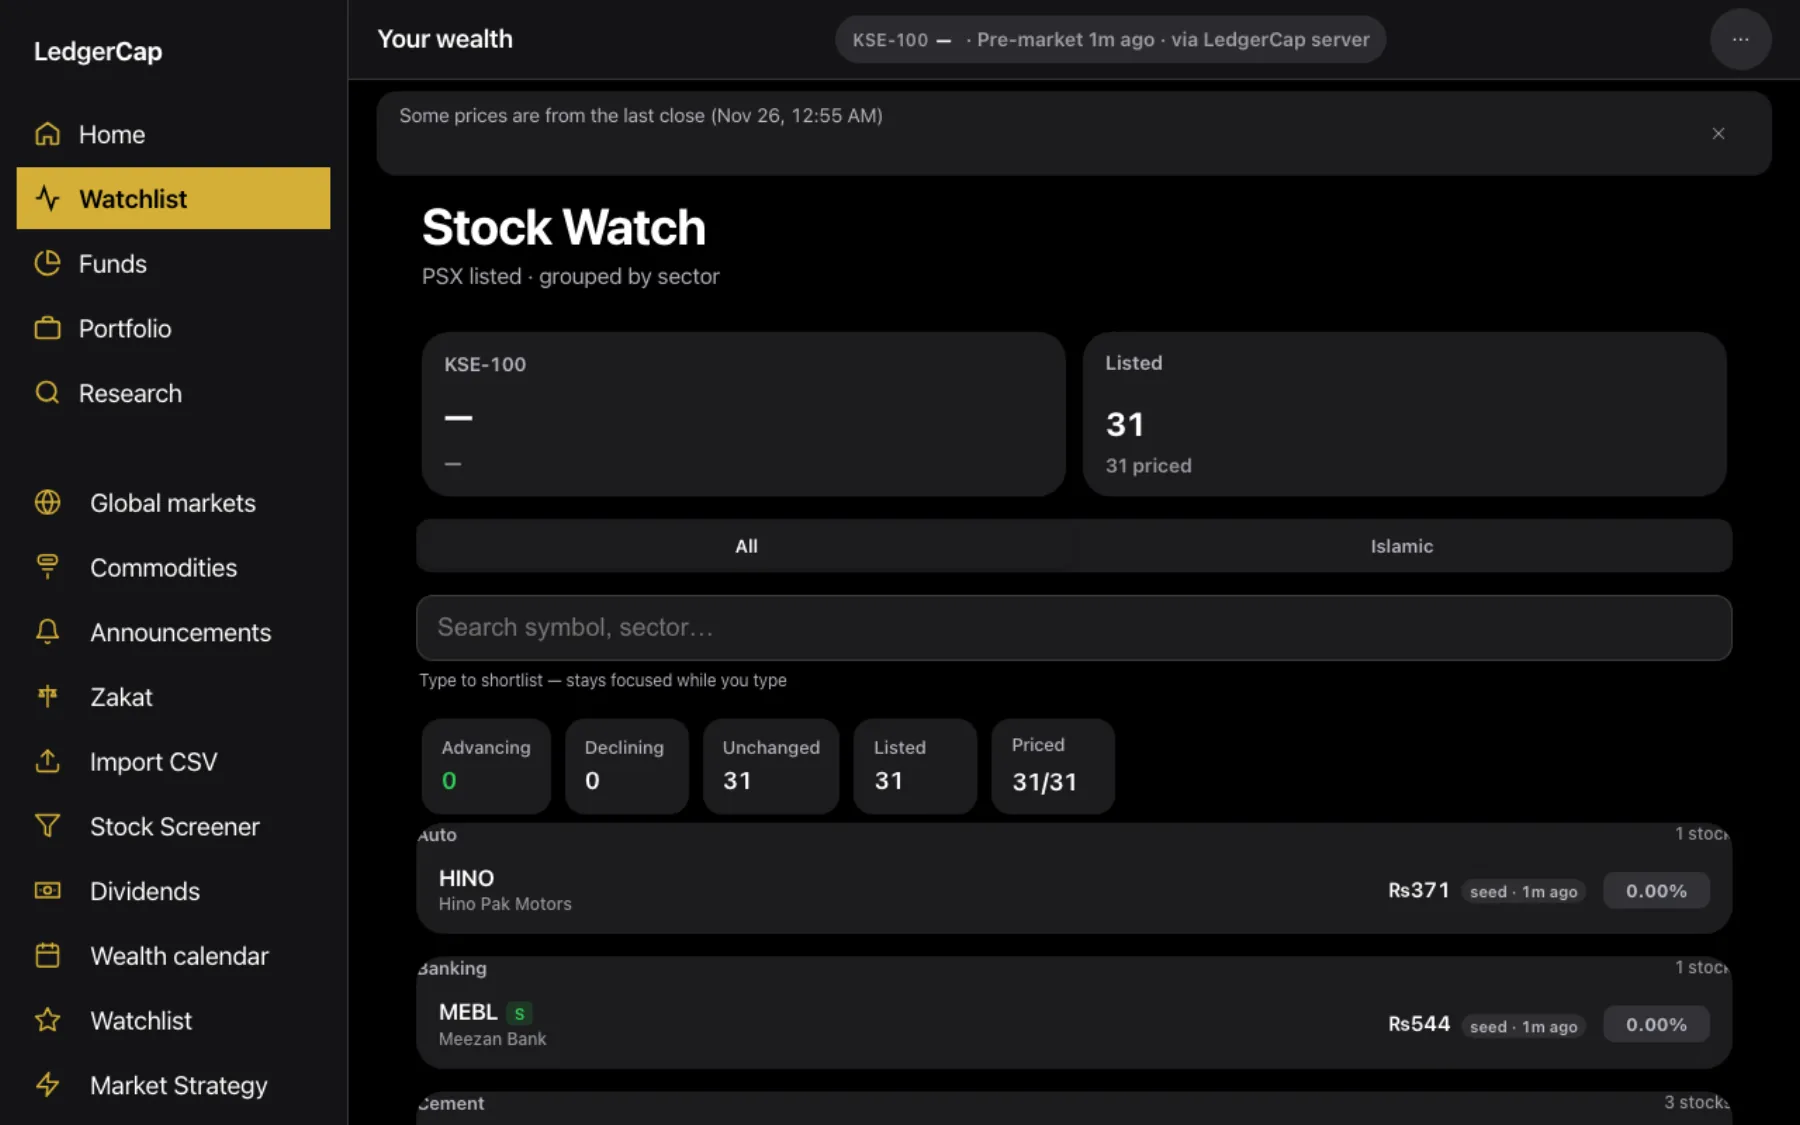 LedgerCap
Home
Watchlist
Funds
Portfolio
Research
Global markets
Commodities
Announcements
Zakat
Import CSV
Stock Screener
Dividends
Wealth calendar
Watchlist
Market Strategy
Your wealth
KSE-100 — · Pre-market 1m ago · via LedgerCap server
...
Some prices are from the last close (Nov 26, 12:55 AM)
Stock Watch
PSX listed · grouped by sector
KSE-100
—
—
Listed
31
31 priced
All
Islamic
Search symbol, sector...
Type to shortlist — stays focused while you type
Advancing
0
Declining
0
Unchanged
31
Listed
31
Priced
31/31
Auto
1 stock
HINO
Hino Pak Motors
₨371 seed · 1m ago 0.00%
Banking
1 stock
MEBL S
Meezan Bank
₨544 seed · 1m ago 0.00%
Cement
3 stocks